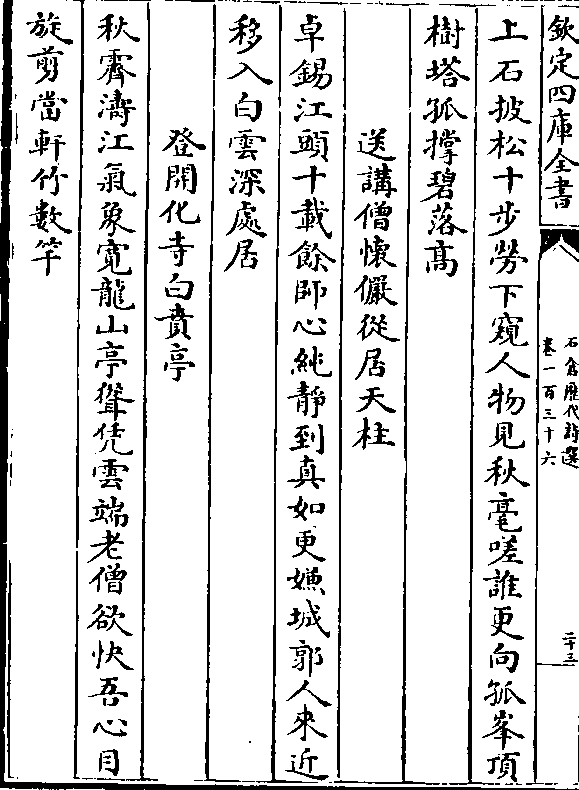 欽定四庫全書
石倉歷代詩選
卷一百三十六
二十三
上石披松十步勞下窺人物見秋毫嗟誰更向孤峯頂
樹塔孤撑碧落高
送講僧懷儼從居天柱
卓錫江頭十載餘師心純靜到真如更嫌城郭人來近
移入白雲深處居
登開化寺白賁亭
秋霽濤江氣象寛龍山亭聳凭雲端老僧欲快吾心目
旋剪當軒竹數竿